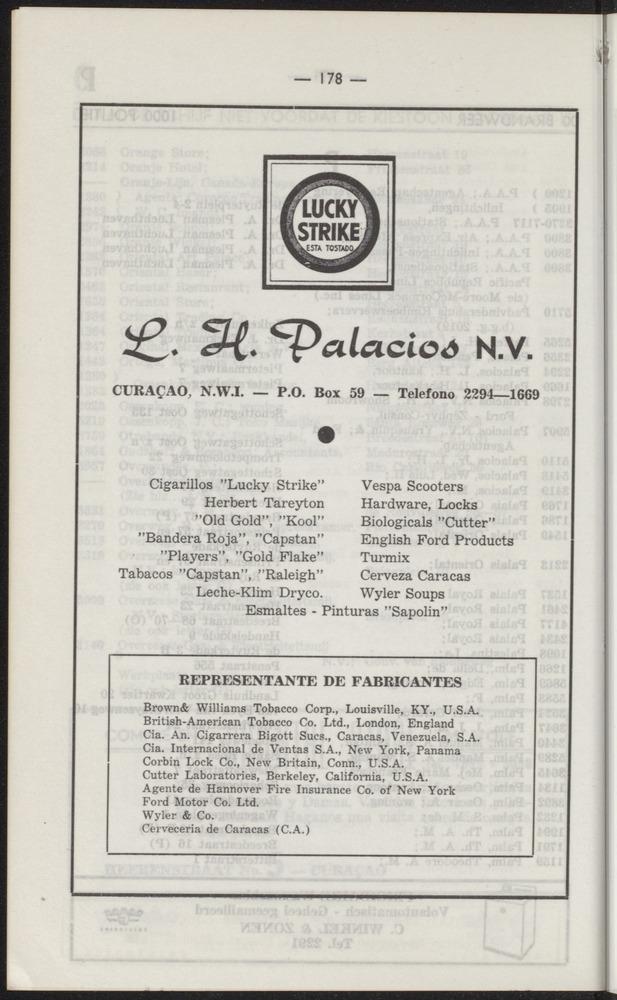 — 178 —
LUCKY
STRIKE
ESTA TOSTADO
L. H. Palacios N.V.
CURAÇAO, N.W.I. — P.O. Box 59 — Telefono 2294—1669
Cigarillos "Lucky Strike"
Herbert Tareyton
"Old Gold", "Kool"
"Bandera Roja", "Capstan"
"Players", "Gold Flake"
Tabacos "Capstan", "Raleigh"
Leche-Klim Dryco.
Vespa Scooters
Hardware, Locks
Biologicals "Cutter"
English Ford Products
Turmix
Cerveza Caracas
Wyler Soups
Esmaltes - Pinturas "Sapolin"
REPRESENTANTE DE FABRICANTES
Brown& Williams Tobacco Corp., Louisville, KY., U.S.A.
British-American Tobacco Co. Ltd., London, England
Cia. An. Cigarrera Bigott Sucs., Caracas, Venezuela, S.A.
Cia. Internacional de Ventas S.A., New York, Panama
Corbin Lock Co., New Britain, Conn., U.S.A.
Cutter Laboratories, Berkeley, California, U.S.A.
Agente de Hannover Fire Insurance Co. of New York
Ford Motor Co. Ltd.
Wyler & Co.
Cerveceria de Caracas (C.A.)